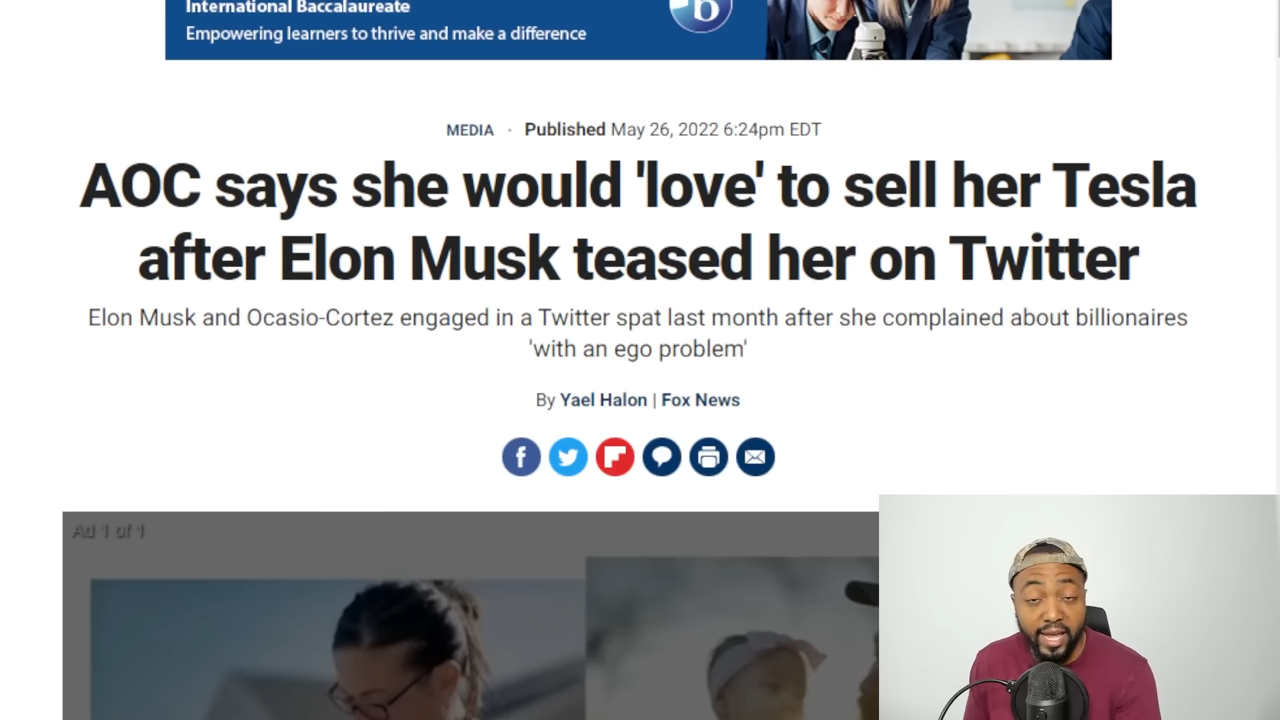 International Baccalaureate
Empowering learners to thrive and make a difference
b
MEDIA · Published May 26, 2022 6:24pm EDT
AOC says she would 'love' to sell her Tesla
after Elon Musk teased her on Twitter
Elon Musk and Ocasio-Cortez engaged in a Twitter spat last month after she complained about billionaires
'with an ego problem'
By Yael Halon | Fox News
Ad 1 of 1